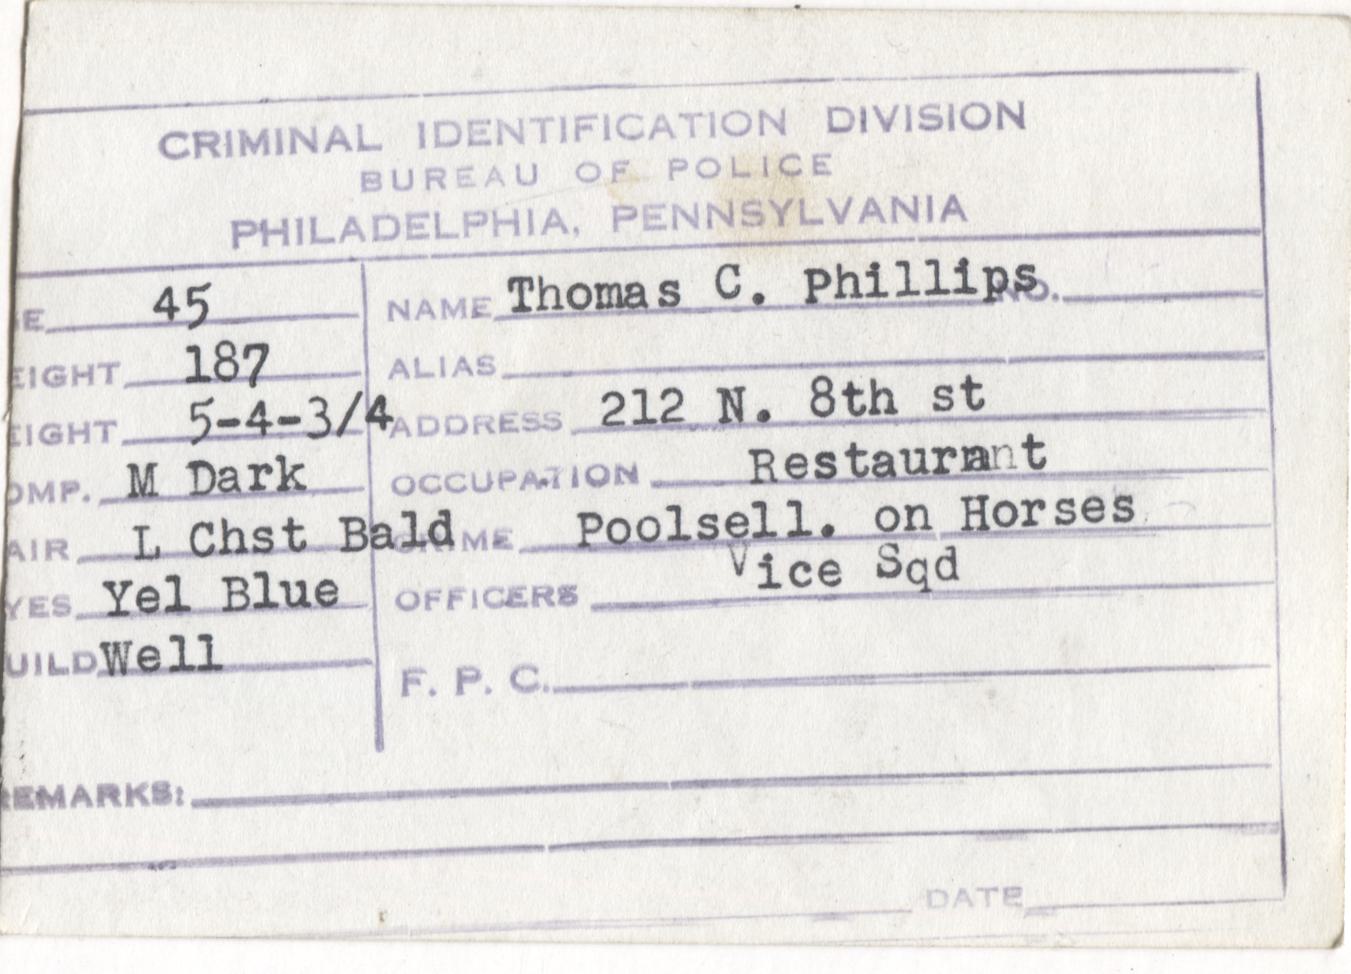 CRIMINAL IDENTIFICATION DIVISION
BUREAU OF POLICE
PHILADELPHIA, PENNSYLVANIA
E 45
EIGHT 187
EIGHT 5-4-3/4
OMP. M Dark
AIR L Chst Bald
YES Yel Blue
UILD Well
NAME Thomas C. Phillips NO.
ALIAS
ADDRESS 212 N. 8th st
OCCUPATION Restaurant
CRIME Poolsell. on Horses
OFFICERS Vice Sqd
F. P. C.
REMARKS:
DATE